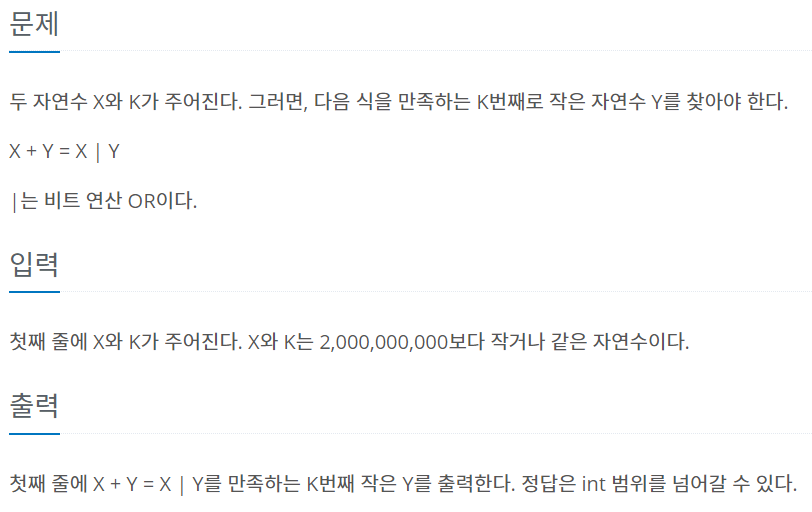 문제
두 자연수 X와 K가 주어진다. 그러면, 다음 식을 만족하는 K번째로 작은 자연수 Y를 찾아야 한다.
X + Y = X | Y
|는 비트 연산 OR이다.
입력
첫째 줄에 X와 K가 주어진다. X와 K는 2,000,000,000보다 작거나 같은 자연수이다.
출력
첫째 줄에 X + Y = X | Y를 만족하는 K번째 작은 Y를 출력한다. 정답은 int 범위를 넘어갈 수 있다.